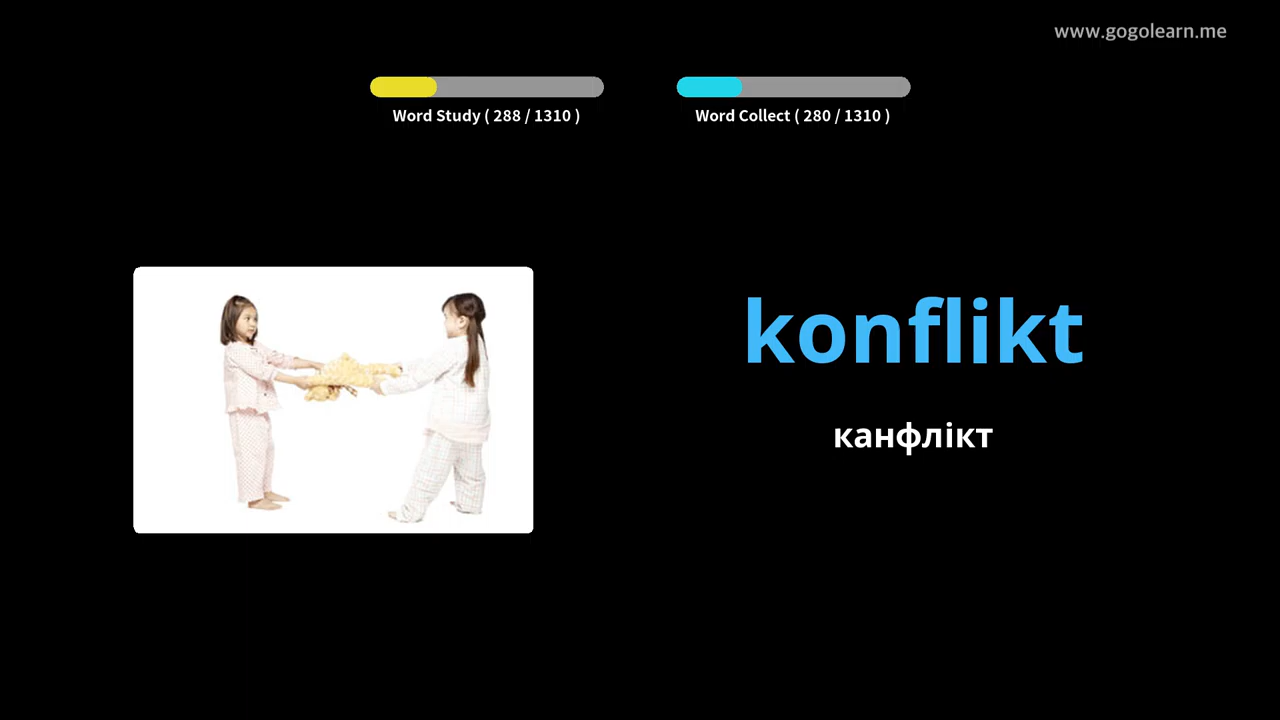 www.gogolearn.me
Word Study ( 288 / 1310 )
Word Collect ( 280 / 1310 )
konflikt
канфлікт